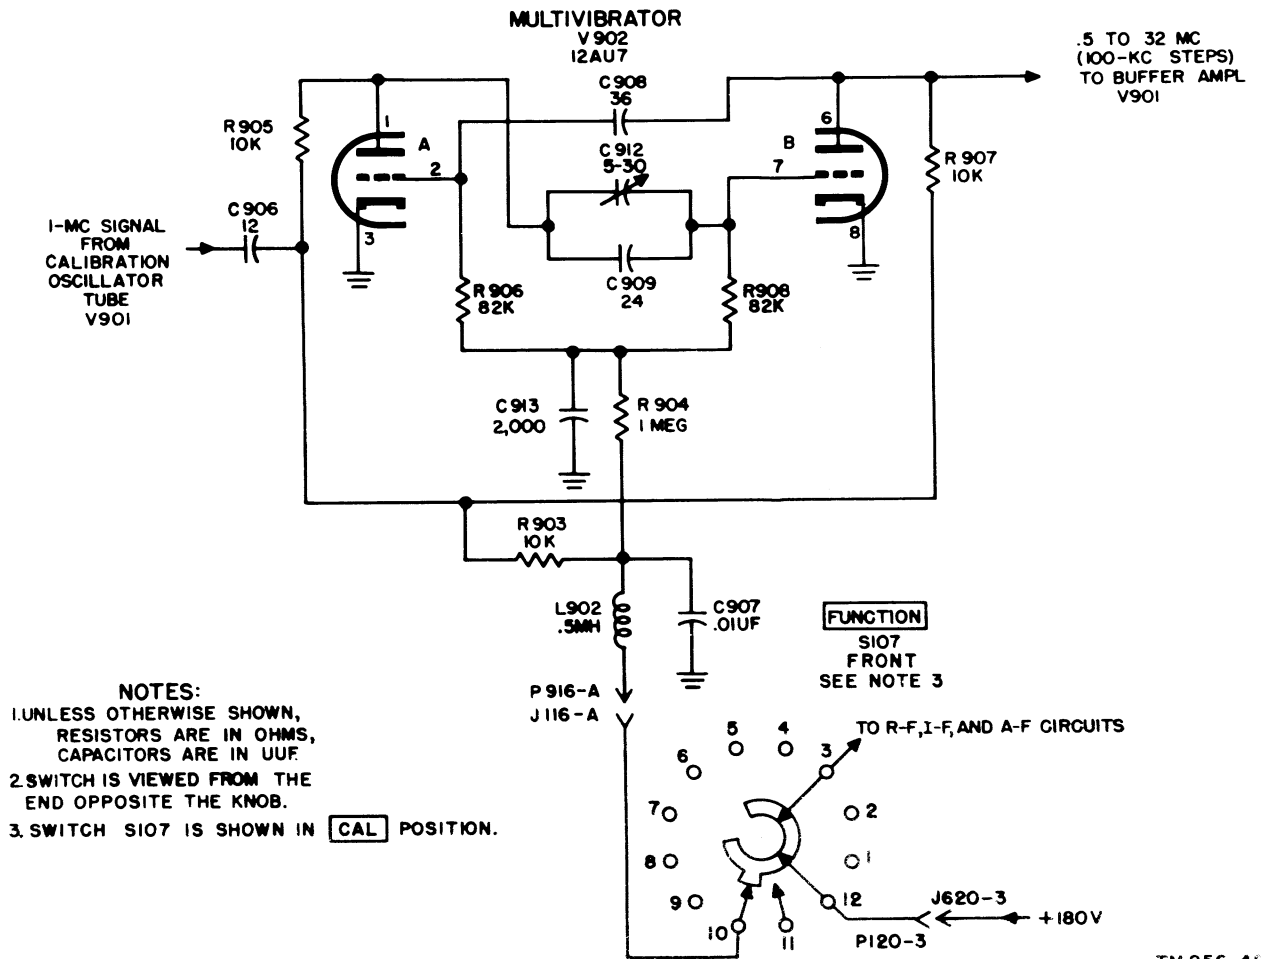 MULTIVIBRATOR
V902
12AU7
.5 TO 32 MC
(100-KC STEPS)
TO BUFFER AMPL
V901
C908
36
R905
10K
1
A
2
3
C912
5-30
6
B
7
8
R907
10K
C906
12
1-MC SIGNAL
FROM
CALIBRATION
OSCILLATOR
TUBE
V901
C909
24
R906
82K
R908
82K
C913
2,000
R904
1 MEG
R903
10K
L902
.5MH
C907
.01UF
FUNCTION
S107
FRONT
SEE NOTE 3
P916-A
J116-A
NOTES:
1.UNLESS OTHERWISE SHOWN,
RESISTORS ARE IN OHMS,
CAPACITORS ARE IN UUF.
2.SWITCH IS VIEWED FROM THE
END OPPOSITE THE KNOB.
3. SWITCH S107 IS SHOWN IN CAL POSITION.
5
4
3
TO R-F, I-F, AND A-F CIRCUITS
6
7
2
8
1
9
12
10
11
J620-3
+180V
P120-3